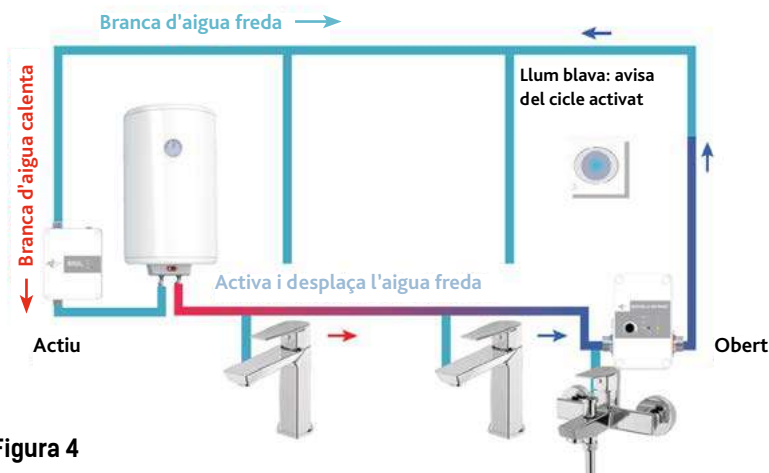 Branca d'aigua freda
Llum blava: avisa
del cicle activat
Branca d'aigua calenta
Activa i desplaça l'aigua freda
Actiu
Obert
Figura 4